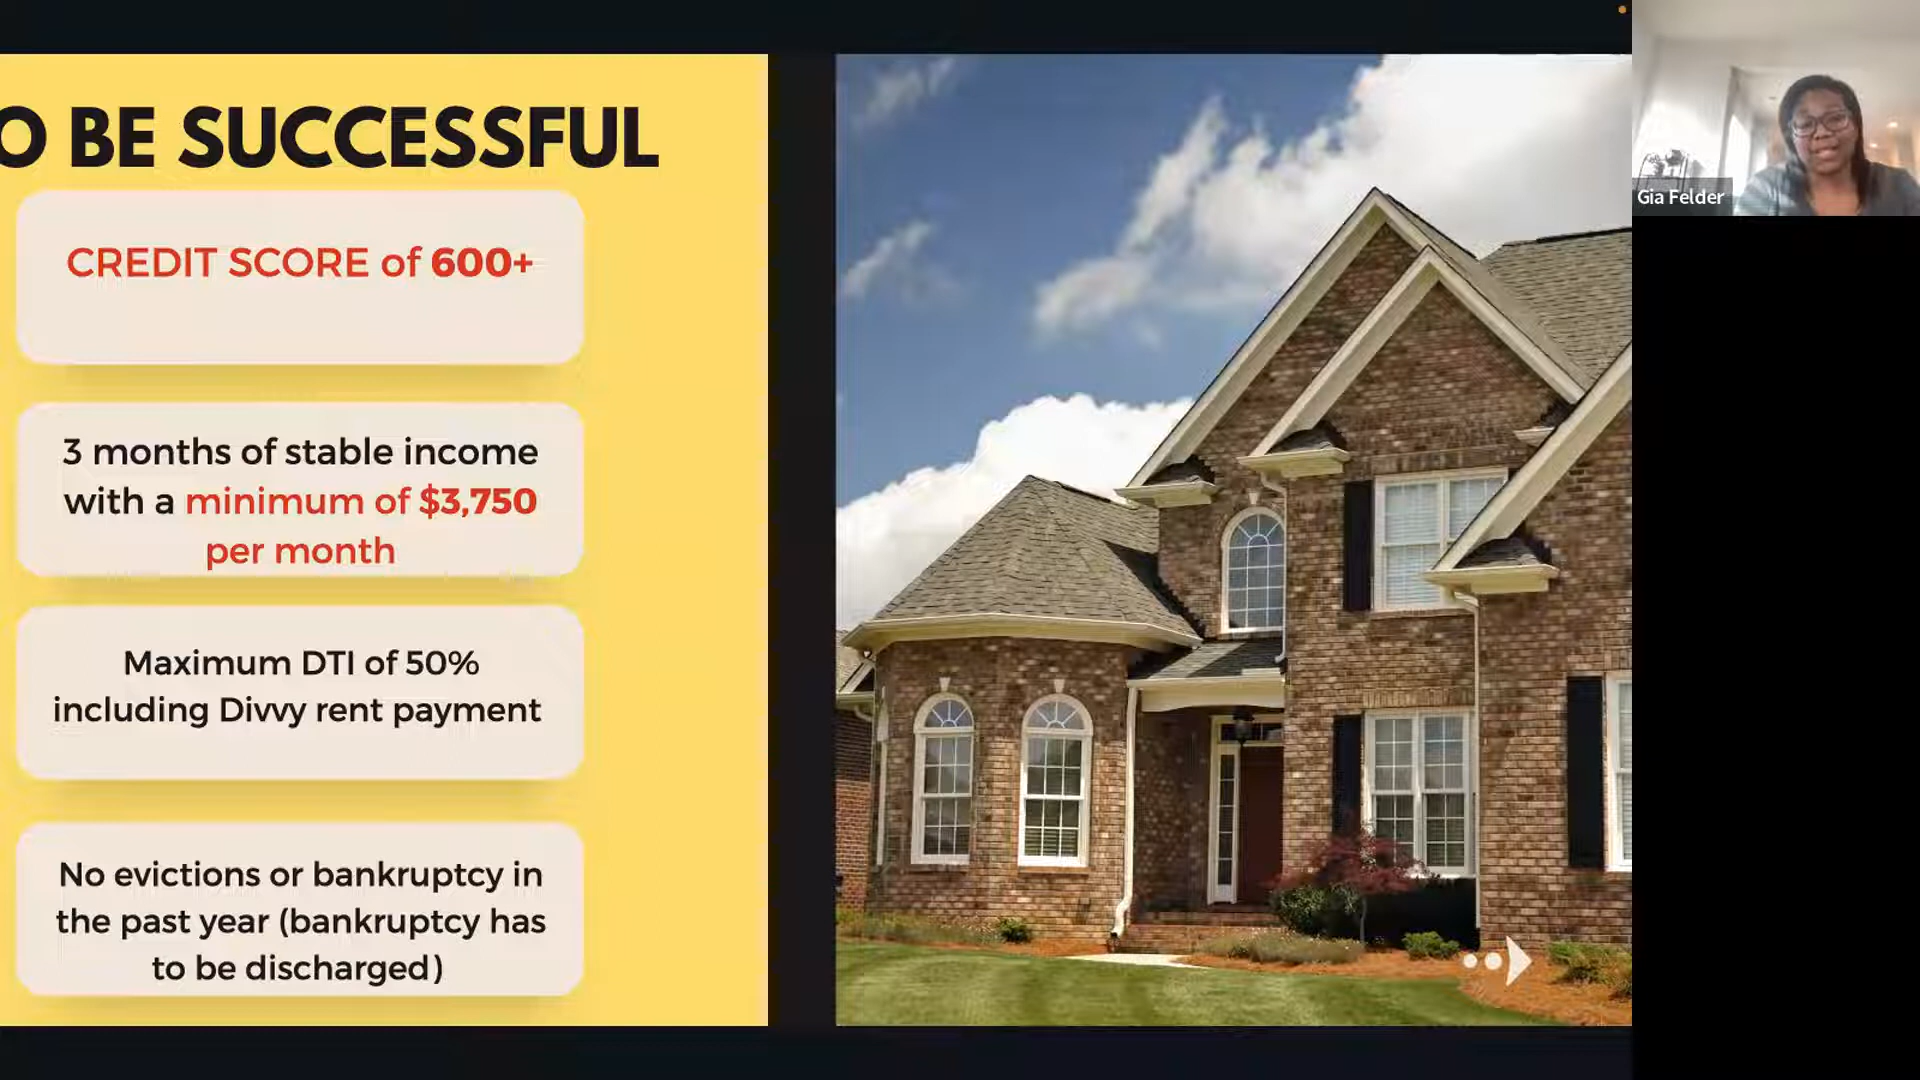 O BE SUCCESSFUL
CREDIT SCORE of 600+
3 months of stable income
with a minimum of $3,750
per month
Maximum DTI of 50%
including Divvy rent payment
No evictions or bankruptcy in
the past year (bankruptcy has
to be discharged)
Gia Felder